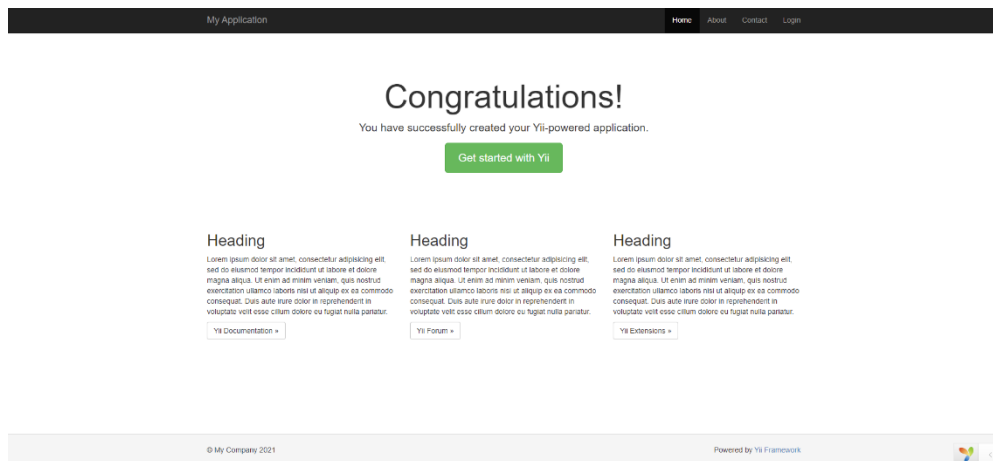 My Application
Home About Contact Login
Congratulations!
You have successfully created your Yii-powered application.
Get started with Yii
Heading
Lorem ipsum dolor sit amet, consectetur adipisicing elit,
sed do eiusmod tempor incididunt ut labore et dolore
magna aliqua. Ut enim ad minim veniam, quis nostrud
exercitation ullamco laboris nisi ut aliquip ex ea commodo
consequat. Duis aute irure dolor in reprehenderit in
voluptate velit esse cillum dolore eu fugiat nulla pariatur.
Yii Documentation »
Heading
Lorem ipsum dolor sit amet, consectetur adipisicing elit,
sed do eiusmod tempor incididunt ut labore et dolore
magna aliqua. Ut enim ad minim veniam, quis nostrud
exercitation ullamco laboris nisi ut aliquip ex ea commodo
consequat. Duis aute irure dolor in reprehenderit in
voluptate velit esse cillum dolore eu fugiat nulla pariatur.
Yii Forum »
Heading
Lorem ipsum dolor sit amet, consectetur adipisicing elit,
sed do eiusmod tempor incididunt ut labore et dolore
magna aliqua. Ut enim ad minim veniam, quis nostrud
exercitation ullamco laboris nisi ut aliquip ex ea commodo
consequat. Duis aute irure dolor in reprehenderit in
voluptate velit esse cillum dolore eu fugiat nulla pariatur.
Yii Extensions »
© My Company 2021
Powered by Yii Framework